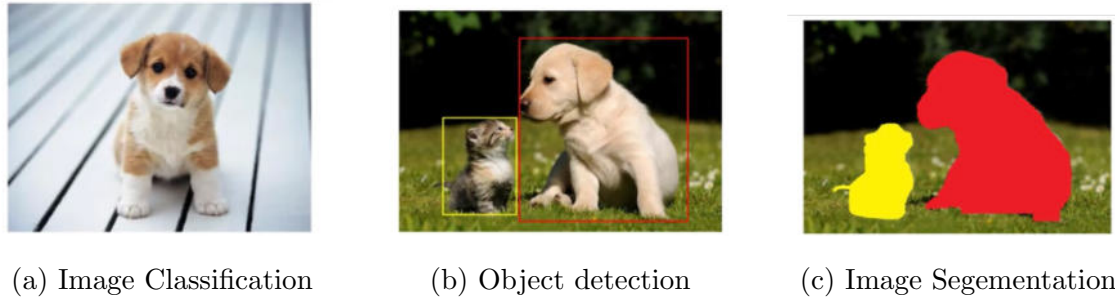 (a) Image Classification
(b) Object detection
(c) Image Segementation